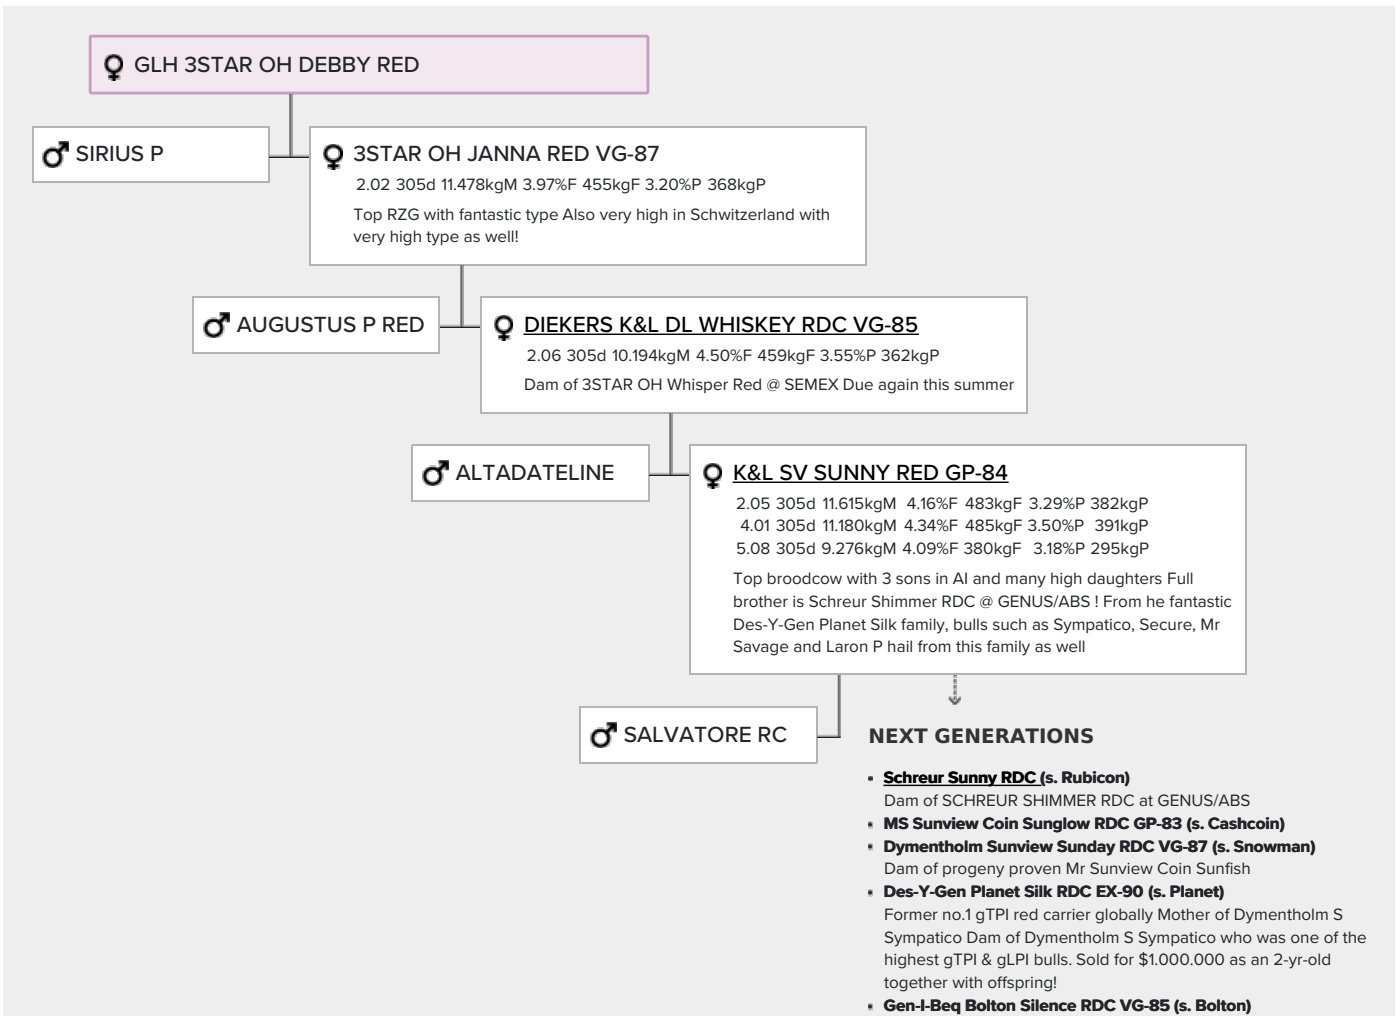 GLH 3STAR OH DEBBY RED
SIRIUS P
3STAR OH JANNA RED VG-87
2.02 305d 11.478kgM 3.97%F 455kgF 3.20%P 368kgP
Top RZG with fantastic type Also very high in Schwitzerland with
very high type as well!
AUGUSTUS P RED
DIEKERS K&L DL WHISKEY RDC VG-85
2.06 305d 10.194kgM 4.50%F 459kgF 3.55%P 362kgP
Dam of 3STAR OH Whisper Red @ SEMEX Due again this summer
ALTADATELINE
K&L SV SUNNY RED GP-84
2.05 305d 11.615kgM 4.16%F 483kgF 3.29%P 382kgP
4.01 305d 11.180kgM 4.34%F 485kgF 3.50%P 391kgP
5.08 305d 9.276kgM 4.09%F 380kgF 3.18%P 295kgP
Top broodcow with 3 sons in AI and many high daughters Full
brother is Schreur Shimmer RDC @ GENUS/ABS ! From he fantastic
Des-Y-Gen Planet Silk family, bulls such as Sympatico, Secure, Mr
Savage and Laron P hail from this family as well
SALVATORE RC
NEXT GENERATIONS
Schreur Sunny RDC (s. Rubicon)
Dam of SCHREUR SHIMMER RDC at GENUS/ABS
MS Sunview Coin Sunglow RDC GP-83 (s. Cashcoin)
Dymentholm Sunview Sunday RDC VG-87 (s. Snowman)
Dam of progeny proven Mr Sunview Coin Sunfish
Des-Y-Gen Planet Silk RDC EX-90 (s. Planet)
Former no.1 gTPI red carrier globally Mother of Dymentholm S
Sympatico Dam of Dymentholm S Sympatico who was one of the
highest gTPI & gLPI bulls. Sold for $1.000.000 as an 2-yr-old
together with offspring!
Gen-I-Beq Bolton Silence RDC VG-85 (s. Bolton)